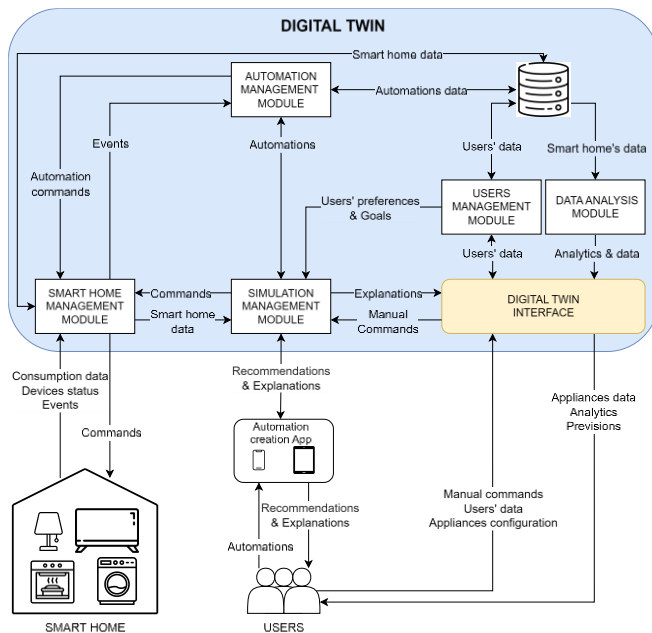 DIGITAL TWIN
Smart home data
AUTOMATION
MANAGEMENT
MODULE
Automations data
Events
Automations
Users' data
Smart home's data
Automation
commands
Users' preferences
& Goals
USERS
MANAGEMENT
MODULE
DATA ANALYSIS
MODULE
Users' data
Analytics & data
SMART HOME
MANAGEMENT
MODULE
Commands
Smart home
data
SIMULATION
MANAGEMENT
MODULE
Explanations
Manual
Commands
DIGITAL TWIN
INTERFACE
Consumption data
Devices status
Events
Commands
Recommendations
& Explanations
Appliances data
Analytics
Previsions
Automation
creation App
Recommendations
& Explanations
Automations
Manual commands
Users' data
Appliances configuration
SMART HOME
USERS